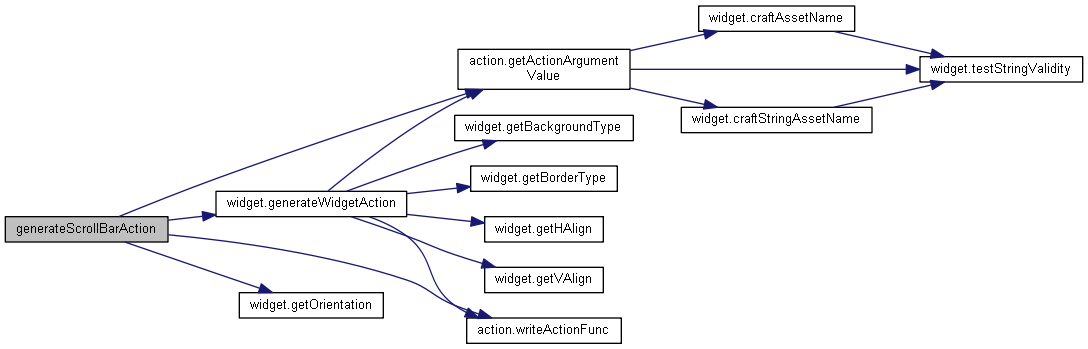 generateScrollBarAction
widget.generateWidgetAction
widget.getOrientation
action.getActionArgument
Value
widget.getBackgroundType
widget.getBorderType
widget.getHAlign
widget.getVAlign
action.writeActionFunc
widget.craftAssetName
widget.craftStringAssetName
widget.testStringValidity